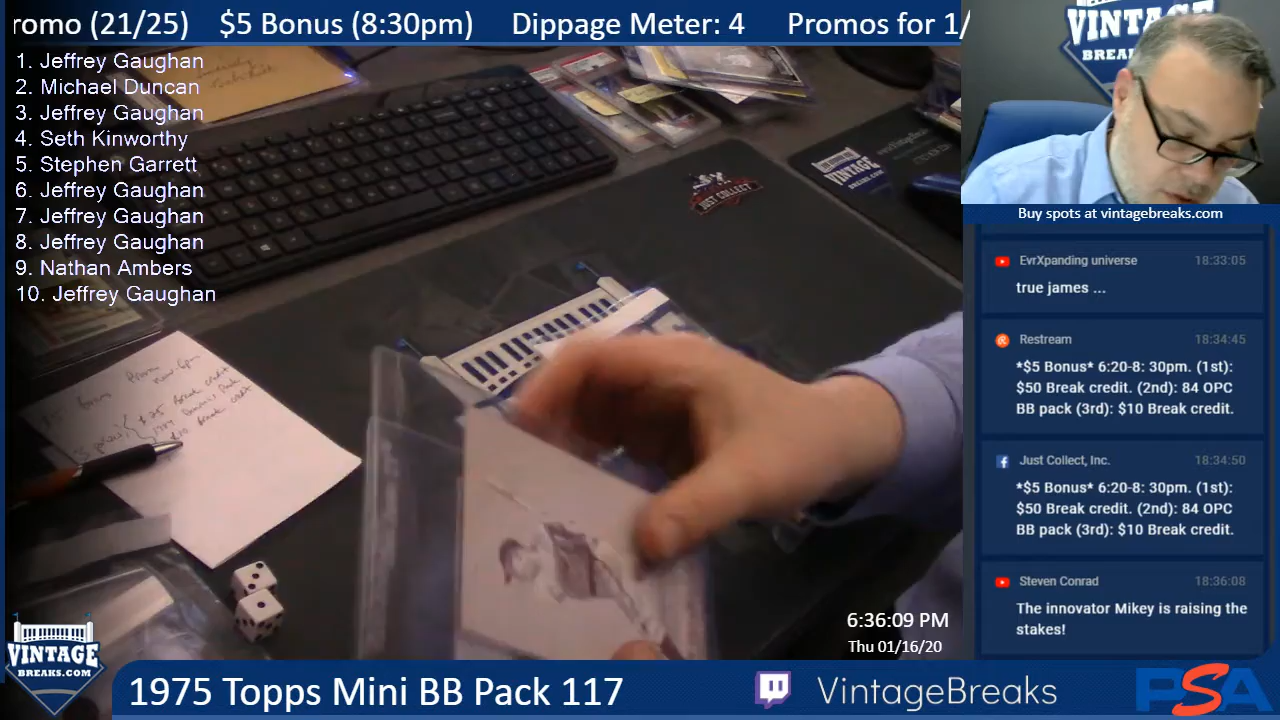 romo (21/25) $5 Bonus (8:30pm) Dippage Meter: 4 Promos for 1/
1. Jeffrey Gaughan
2. Michael Duncan
3. Jeffrey Gaughan
4. Seth Kinworthy
5. Stephen Garrett
6. Jeffrey Gaughan
7. Jeffrey Gaughan
8. Jeffrey Gaughan
9. Nathan Ambers
10. Jeffrey Gaughan
JUST COLLECT
VINTAGE
BREAKS.COM
VINTAGE
BREAKS
Buy spots at vintagebreaks.com
EvrXpanding universe 18:33:05
true james ...
Restream 18:34:45
*$5 Bonus* 6:20-8: 30pm. (1st):
$50 Break credit. (2nd): 84 OPC
BB pack (3rd): $10 Break credit.
Just Collect, Inc. 18:34:50
*$5 Bonus* 6:20-8: 30pm. (1st):
$50 Break credit. (2nd): 84 OPC
BB pack (3rd): $10 Break credit.
Steven Conrad 18:36:08
The innovator Mikey is raising the
stakes!
6:36:09 PM
Thu 01/16/20
VINTAGE
BREAKS.COM
1975 Topps Mini BB Pack 117
VintageBreaks
PSA